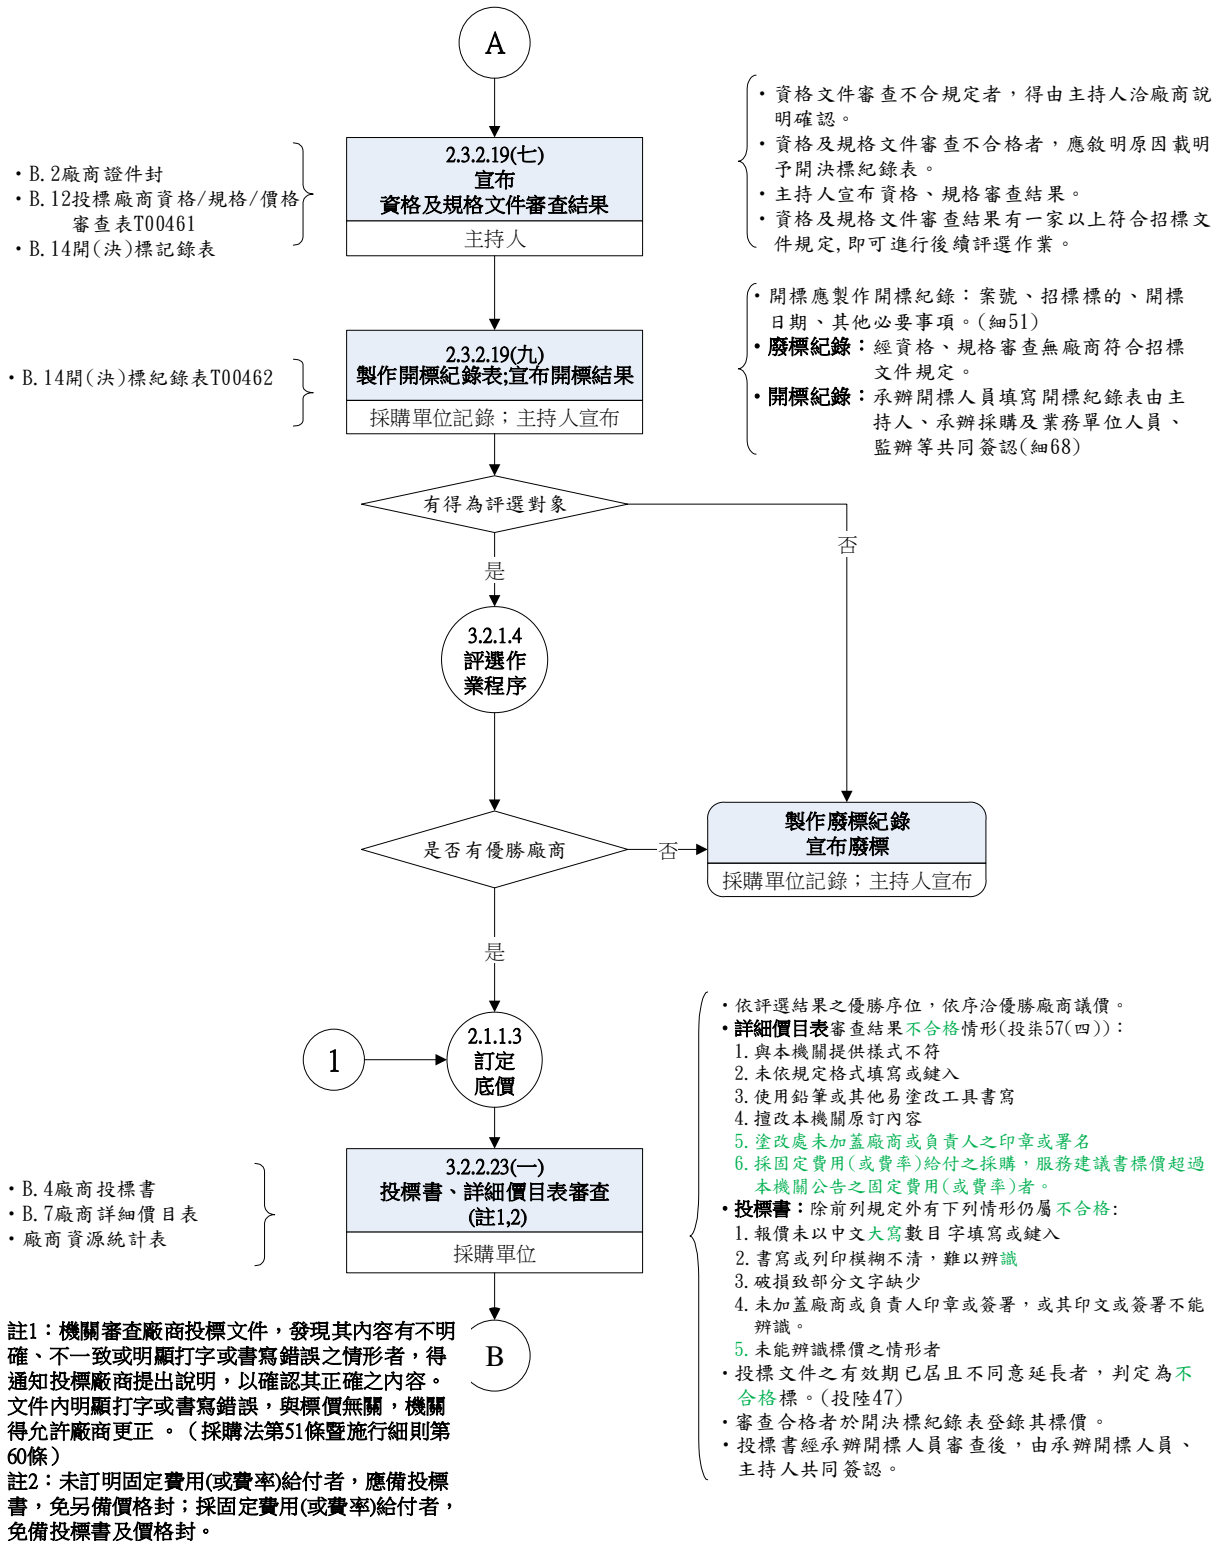 A
・資格文件審查不合規定者，得由主持人洽廠商說
明確認。
・資格及規格文件審查不合格者，應敘明原因載明
予開決標紀錄表。
・主持人宣布資格、規格審查結果。
・資格及規格文件審查結果有一家以上符合招標文
件規定,即可進行後續評選作業。
2.3.2.19(七)
宣布
資格及規格文件審查結果
主持人
・B.2廠商證件封
・B.12投標廠商資格/規格/價格
審查表T00461
・B.14開(決)標記錄表
・開標應製作開標紀錄：案號、招標標的、開標
日期、其他必要事項。(細51)
・廢標紀錄：經資格、規格審查無廠商符合招標
文件規定。
・開標紀錄：承辦開標人員填寫開標紀錄表由主
持人、承辦採購及業務單位人員、
監辦等共同簽認(細68)
2.3.2.19(九)
製作開標紀錄表;宣布開標結果
採購單位記錄；主持人宣布
・B.14開(決)標紀錄表T00462
有得為評選對象
否
是
3.2.1.4
評選作
業程序
是否有優勝廠商
否
製作廢標紀錄
宣布廢標
採購單位記錄；主持人宣布
是
1
2.1.1.3
訂定
底價
3.2.2.23(一)
投標書、詳細價目表審查
(註1,2)
採購單位
・B.4廠商投標書
・B.7廠商詳細價目表
・廠商資源統計表
・依評選結果之優勝序位，依序洽優勝廠商議價。
・詳細價目表審查結果不合格情形(投柒57(四))：
1.與本機關提供樣式不符
2.未依規定格式填寫或鍵入
3.使用鉛筆或其他易塗改工具書寫
4.擅改本機關原訂內容
5.塗改處未加蓋廠商或負責人之印章或署名
6.採固定費用(或費率)給付之採購，服務建議書標價超過
本機關公告之固定費用(或費率)者。
・投標書：除前列規定外有下列情形仍屬不合格:
1.報價未以中文大寫數目字填寫或鍵入
2.書寫或列印模糊不清，難以辨識
3.破損致部分文字缺少
4.未加蓋廠商或負責人印章或簽署，或其印文或簽署不能
辨識。
5.未能辨識標價之情形者
・投標文件之有效期已屆且不同意延長者，判定為不
合格標。(投陸47)
・審查合格者於開決標紀錄表登錄其標價。
・投標書經承辦開標人員審查後，由承辦開標人員、
主持人共同簽認。
B
註1：機關審查廠商投標文件，發現其內容有不明
確、不一致或明顯打字或書寫錯誤之情形者，得
通知投標廠商提出說明，以確認其正確之內容。
文件內明顯打字或書寫錯誤，與標價無關，機關
得允許廠商更正 。（採購法第51條暨施行細則第
60條）
註2：未訂明固定費用(或費率)給付者，應備投標
書，免另備價格封；採固定費用(或費率)給付者，
免備投標書及價格封。